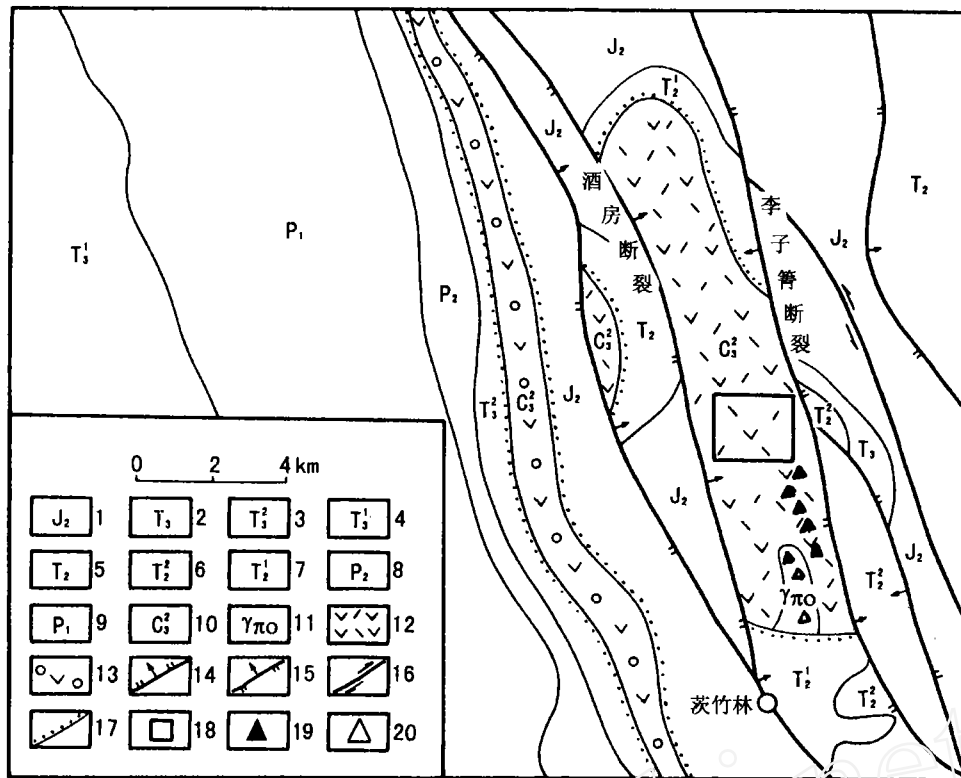 J₂
T₂¹
J₂
T₂
酒房断裂
李子箐断裂
J₂
P₁
T₃¹
P₂
C₃²
T₂
C₃²
T₃²
C₃²
J₂
T₂²
T₃
J₂
J₂
T₂²
γπο
T₂¹
T₂²
茨竹林
0 2 4 km
J₂ 1 T₃ 2 T₃² 3 T₃¹ 4
T₂ 5 T₂² 6 T₂¹ 7 P₂ 8
P₁ 9 C₃² 10 γπο 11 12
13 14 15 16
17 18 19 20